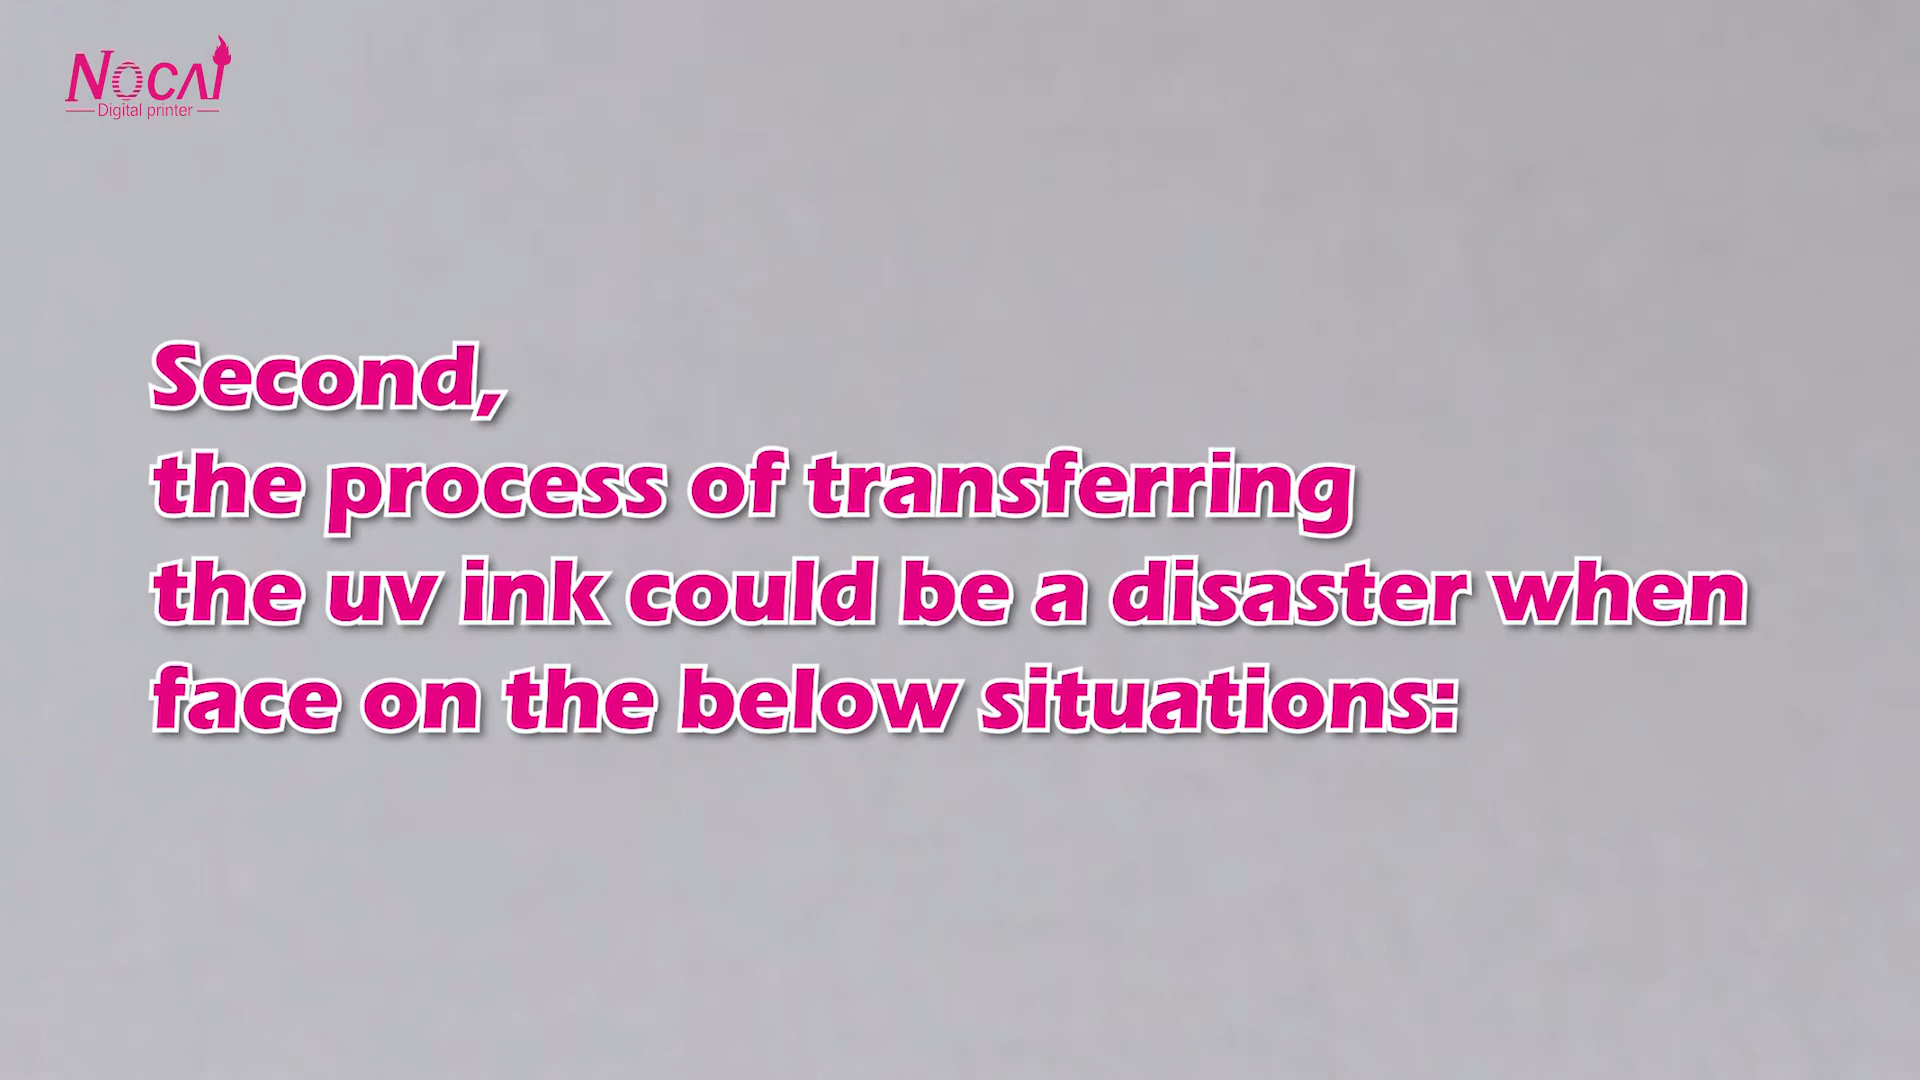 NOCAI
Digital printer
Second,
the process of transferring
the uv ink could be a disaster when
face on the below situations: